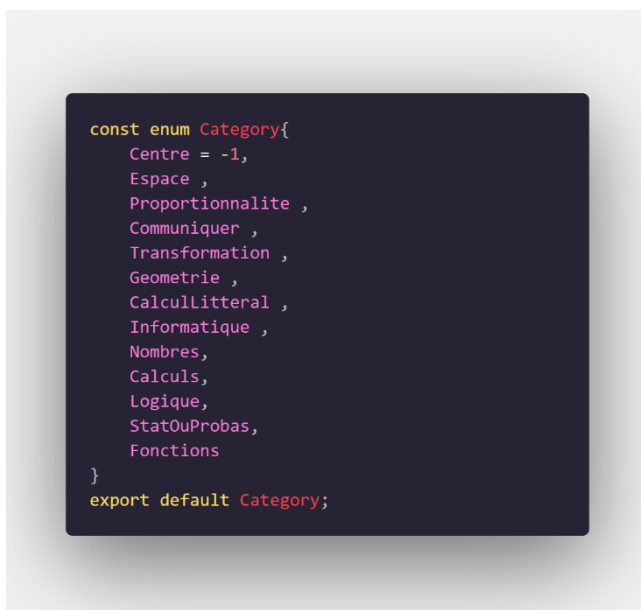 const enum Category{
    Centre = -1,
    Espace ,
    Proportionnalite ,
    Communiquer ,
    Transformation ,
    Geometrie ,
    CalculLitteral ,
    Informatique ,
    Nombres,
    Calculs,
    Logique,
    StatOuProbas,
    Fonctions
}
export default Category;